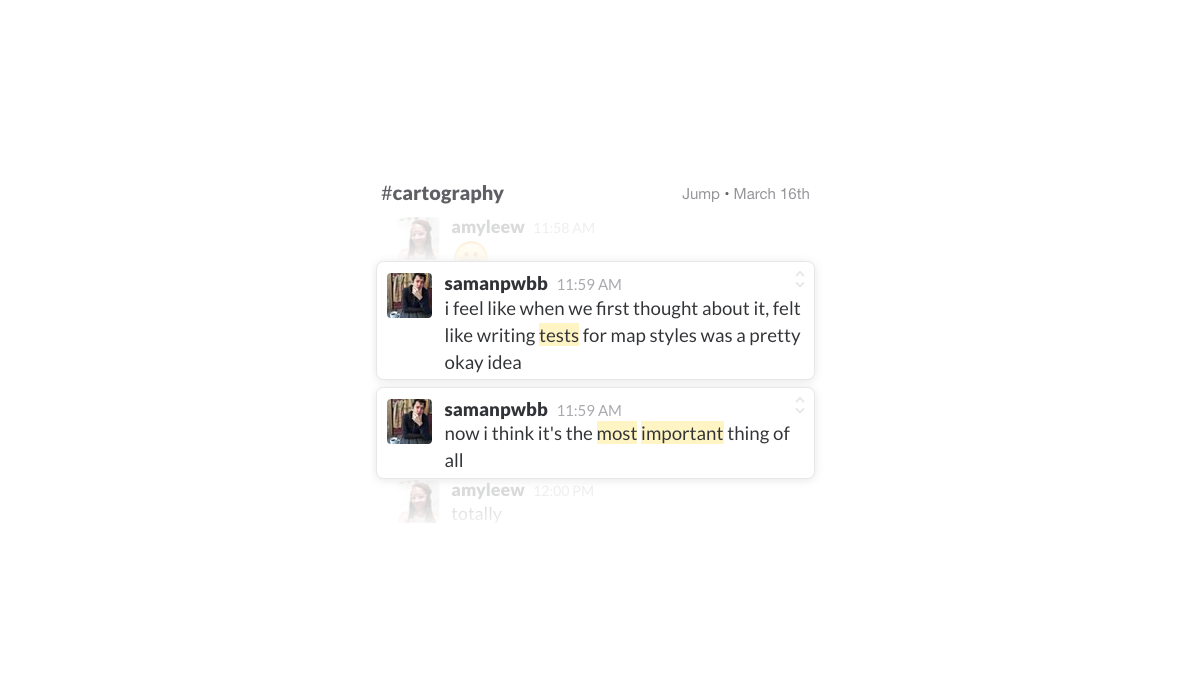 #cartography
Jump • March 16th
amyleew 11:58 AM
samanpwbb 11:59 AM
i feel like when we first thought about it, felt
like writing tests for map styles was a pretty
okay idea
samanpwbb 11:59 AM
now i think it's the most important thing of
all
amyleew 12:00 PM
totally